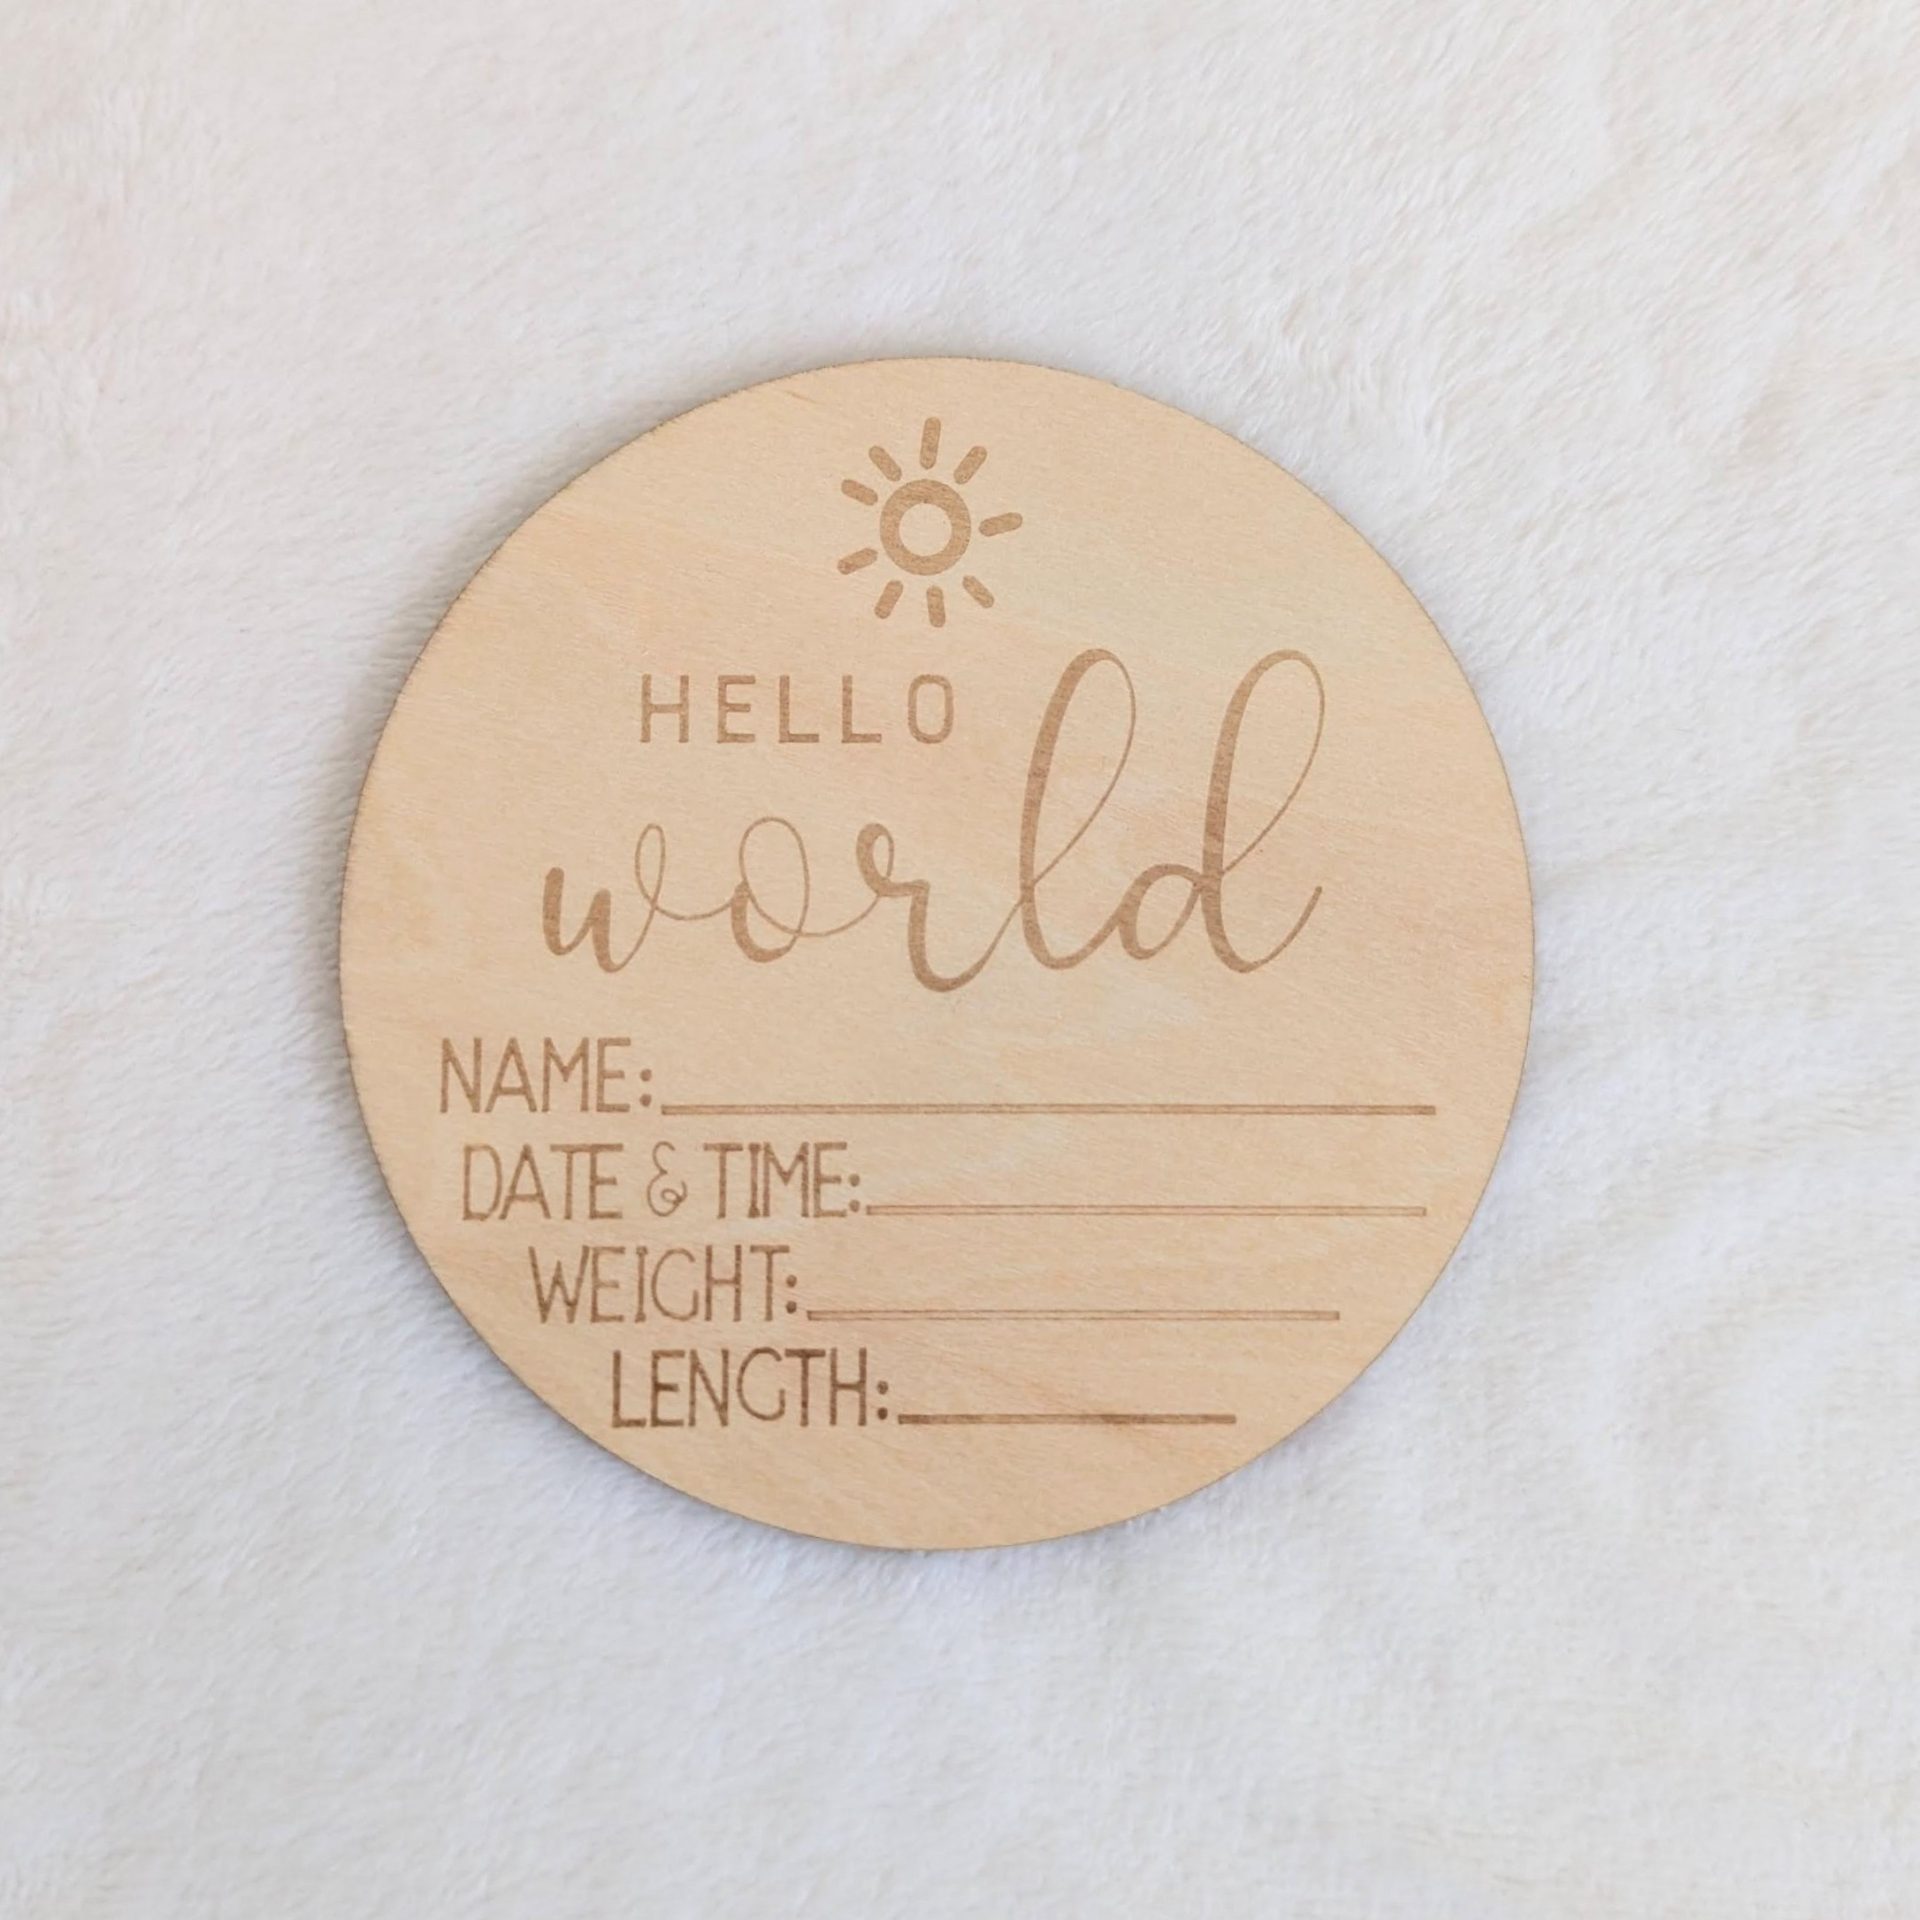 HELLO
world
NAME:
DATE & TIME:
WEIGHT:
LENGTH: